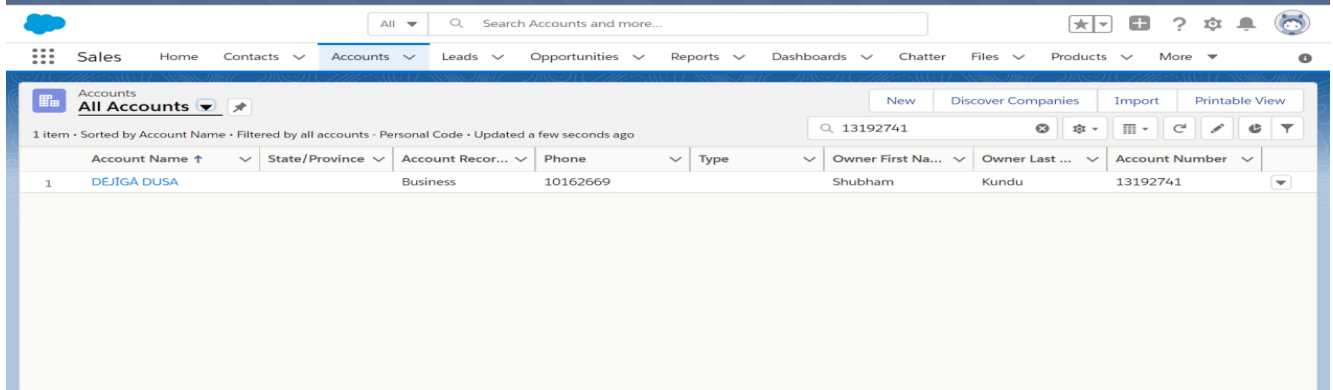 All Search Accounts and more...
Sales Home Contacts Accounts Leads Opportunities Reports Dashboards Chatter Files Products More
Accounts
All Accounts
New Discover Companies Import Printable View
1 item • Sorted by Account Name • Filtered by all accounts - Personal Code • Updated a few seconds ago
13192741
Account Name State/Province Account Recor... Phone Type Owner First Na... Owner Last ... Account Number
1 DĒJĪGĀ DUSA Business 10162669 Shubham Kundu 13192741